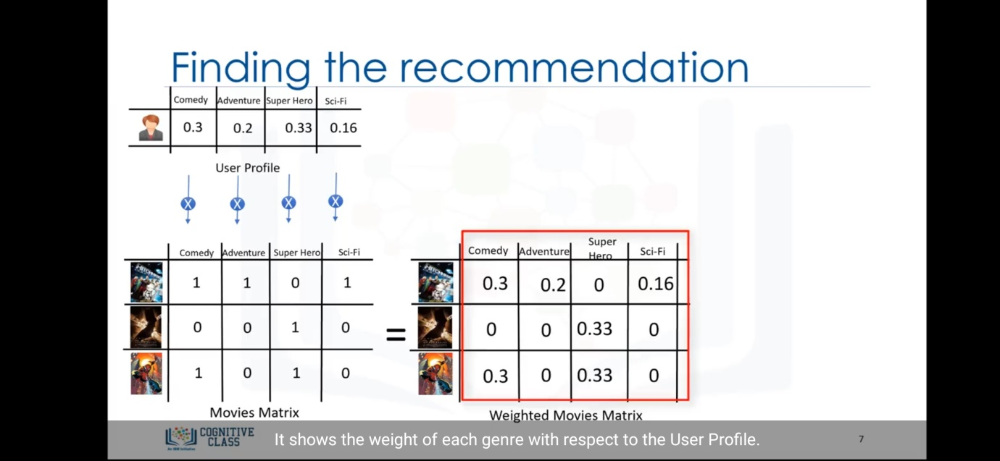 Finding the recommendation
Comedy Adventure Super Hero Sci-Fi
0.3 0.2 0.33 0.16
User Profile
X X X X
Comedy Adventure Super Hero Sci-Fi
1 1 0 1
0 0 1 0
1 0 1 0
Movies Matrix
=
Comedy Adventure Super Hero Sci-Fi
0.3 0.2 0 0.16
0 0 0.33 0
0.3 0 0.33 0
Weighted Movies Matrix
COGNITIVE
CLASS
An IBM Initiative
It shows the weight of each genre with respect to the User Profile.
7